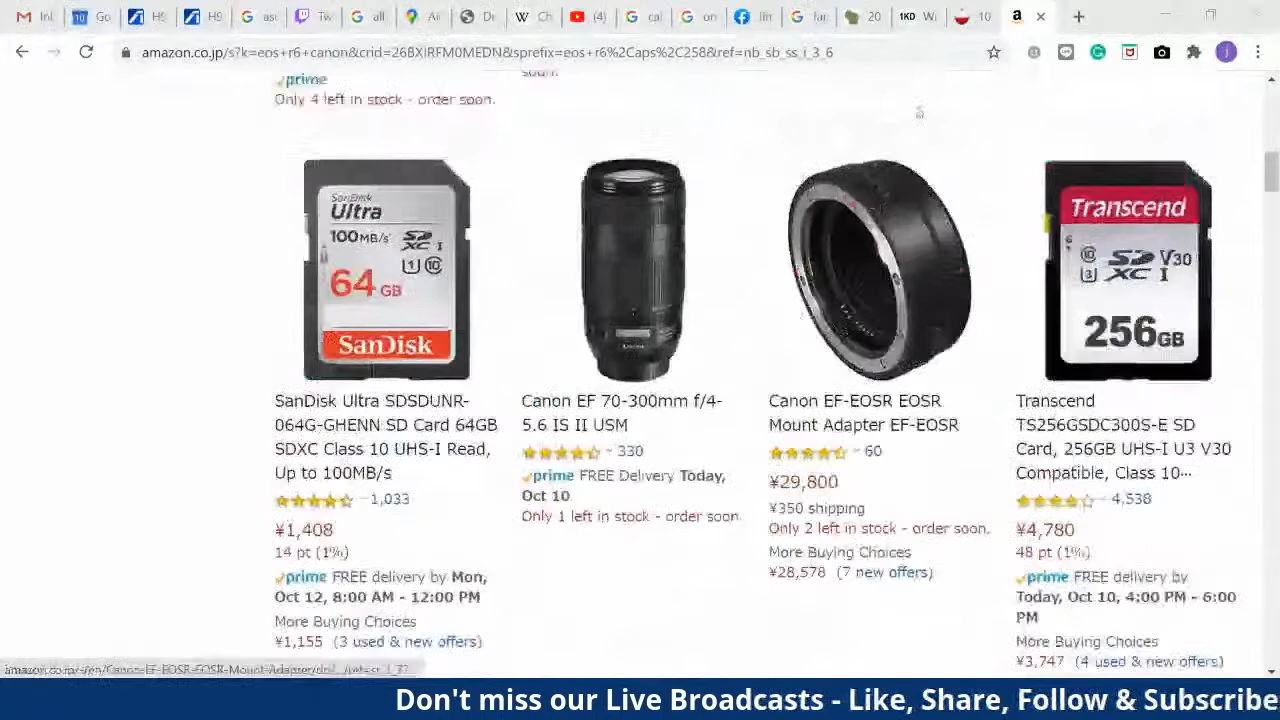 amazon.co.jp/s?k=eos+r6+canon&crid=26BXIRFM0MEDN&sprefix=eos+r6%2Caps%2C258&ref=nb_sb_ss_i_3_6
prime
soon.
Only 4 left in stock - order soon.
SanDisk
Ultra
100MB/s
SD
XC I
64 GB
SanDisk
Transcend
SD V30
XC I
256GB
SanDisk Ultra SDSDUNR-
064G-GHENN SD Card 64GB
SDXC Class 10 UHS-I Read,
Up to 100MB/s
1,033
¥1,408
14 pt (1%)
prime FREE delivery by Mon,
Oct 12, 8:00 AM - 12:00 PM
More Buying Choices
¥1,155 (3 used & new offers)
Canon EF 70-300mm f/4-
5.6 IS II USM
330
prime FREE Delivery Today,
Oct 10
Only 1 left in stock - order soon.
Canon EF-EOSR EOSR
Mount Adapter EF-EOSR
60
¥29,800
¥350 shipping
Only 2 left in stock - order soon.
More Buying Choices
¥28,578 (7 new offers)
Transcend
TS256GSDC300S-E SD
Card, 256GB UHS-I U3 V30
Compatible, Class 10...
4,538
¥4,780
48 pt (1%)
prime FREE delivery by
Today, Oct 10, 4:00 PM - 6:00
PM
More Buying Choices
¥3,747 (4 used & new offers)
Don't miss our Live Broadcasts - Like, Share, Follow & Subscribe